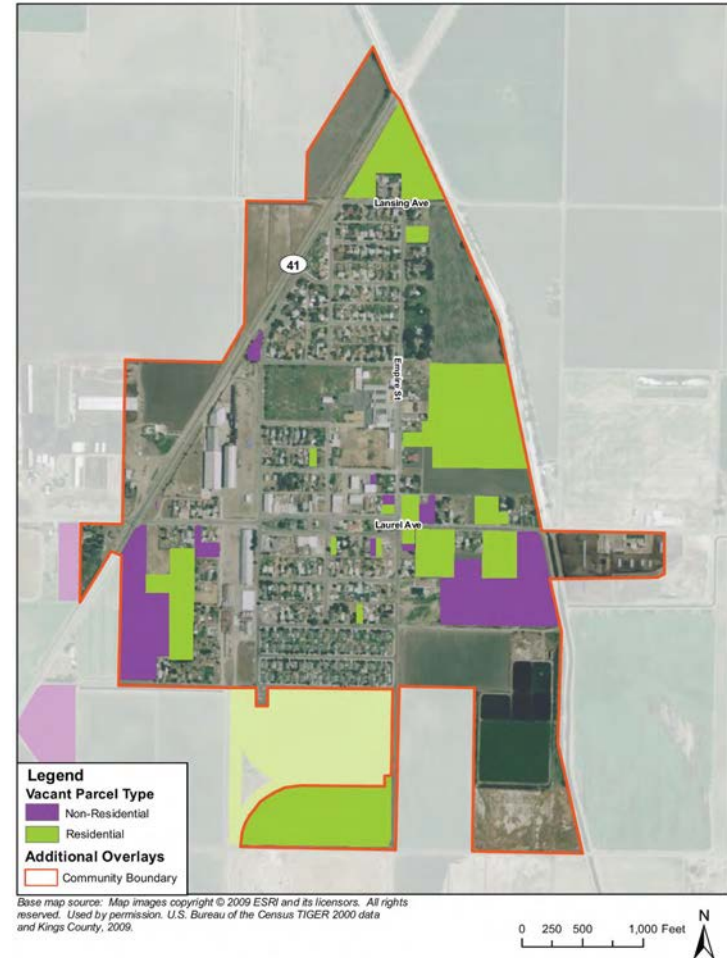 Lansing Ave
41
Empire St
Laurel Ave
Legend
Vacant Parcel Type
Non-Residential
Residential
Additional Overlays
Community Boundary
Base map source: Map images copyright © 2009 ESRI and its licensors. All rights
reserved. Used by permission. U.S. Bureau of the Census TIGER 2000 data
and Kings County, 2009.
0 250 500 1,000 Feet
N